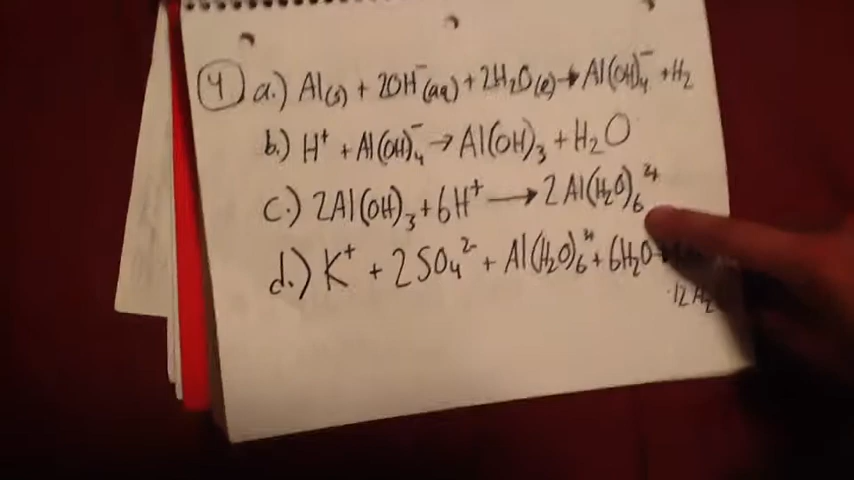 4 a.) Al(s) + 2OH⁻(aq) + 2H₂O(l) → Al(OH)₄⁻ + H₂
b.) H⁺ + Al(OH)₄⁻ → Al(OH)₃ + H₂O
c.) 2Al(OH)₃ + 6H⁺ → 2Al(H₂O)₆³⁺
d.) K⁺ + 2SO₄²⁻ + Al(H₂O)₆³⁺ + 6H₂O
·12H₂